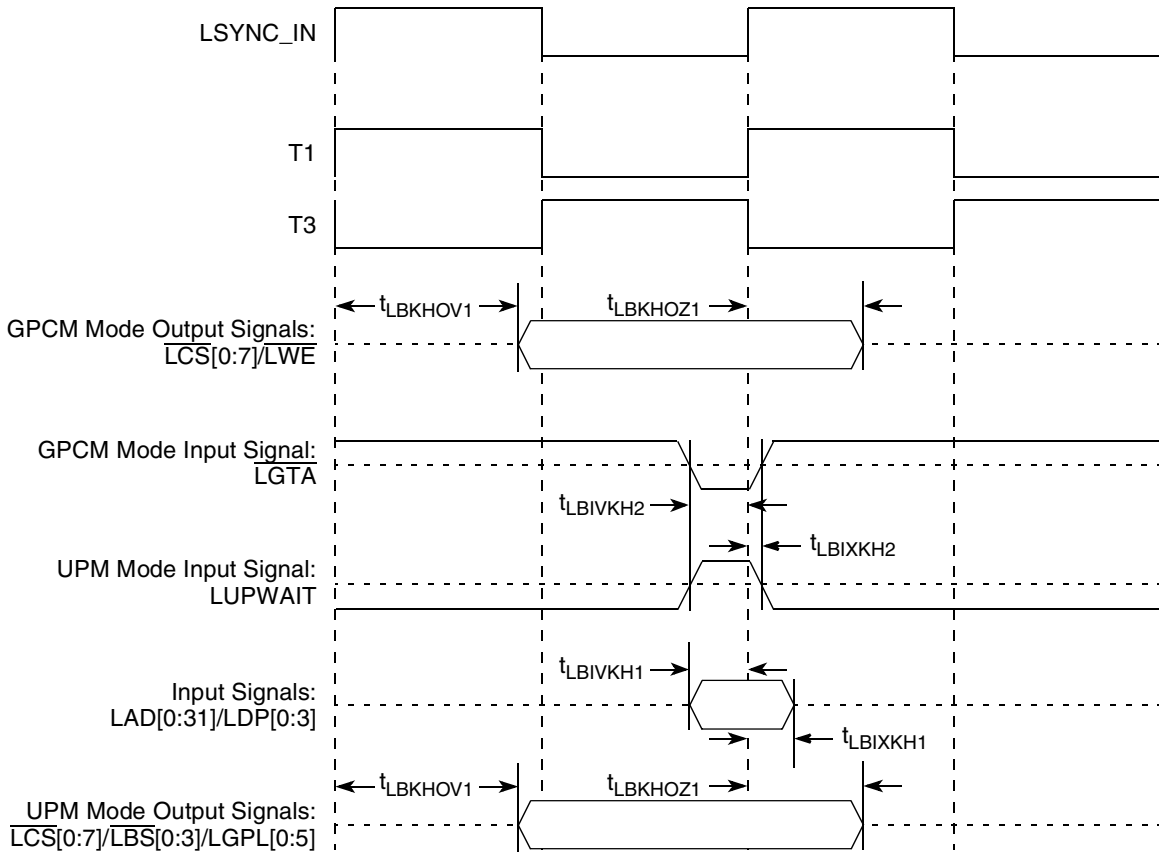 LSYNC_IN
T1
T3
tLBKHOV1
tLBKHOZ1
GPCM Mode Output Signals:
LCS[0:7]/LWE
GPCM Mode Input Signal:
LGTA
tLBIVKH2
tLBIXKH2
UPM Mode Input Signal:
LUPWAIT
tLBIVKH1
Input Signals:
LAD[0:31]/LDP[0:3]
tLBIXKH1
tLBKHOV1
tLBKHOZ1
UPM Mode Output Signals:
LCS[0:7]/LBS[0:3]/LGPL[0:5]